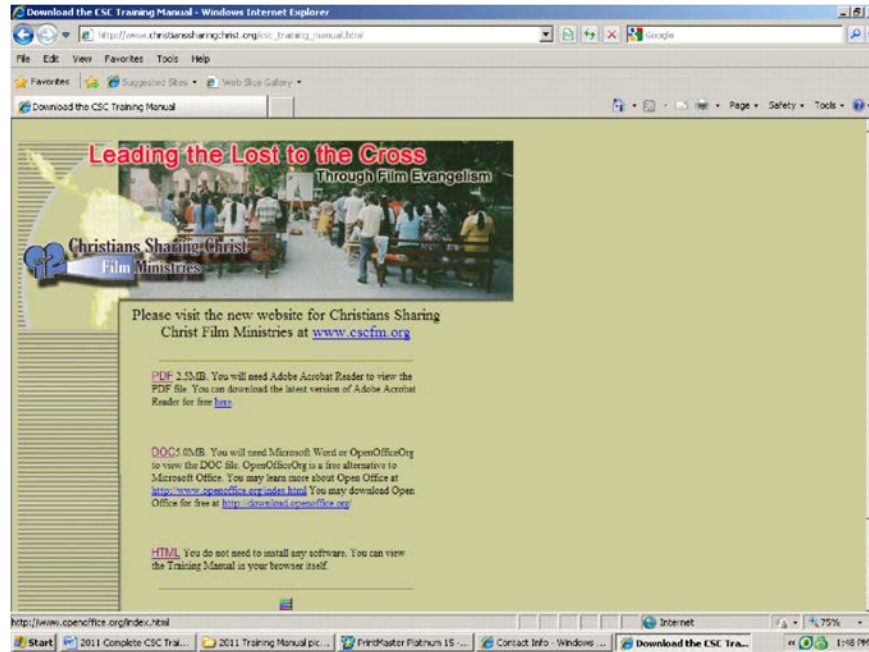 Download the CSC Training Manual - Windows Internet Explorer
http://www.christianssharingchrist.org/csc_training_manual.html
Google
File Edit View Favorites Tools Help
Favorites Suggested Sites Web Slice Gallery
Download the CSC Training Manual
Page Safety Tools
Leading the Lost to the Cross
Through Film Evangelism
Christians Sharing Christ
Film Ministries
Please visit the new website for Christians Sharing
Christ Film Ministries at www.cscfm.org
PDF 2.5MB. You will need Adobe Acrobat Reader to view the
PDF file. You can download the latest version of Adobe Acrobat
Reader for free here.
DOC5.0MB. You will need Microsoft Word or OpenOfficeOrg
to view the DOC file. OpenOfficeOrg is a free alternative to
Microsoft Office. You may learn more about Open Office at
http://www.openoffice.org/index.html You may download Open
Office for free at http://download.openoffice.org/
HTML You do not need to install any software. You can view
the Training Manual in your browser itself.
http://www.openoffice.org/index.html
Internet
75%
Start
2011 Complete CSC Trai...
2011 Training Manual pic...
PrintMaster Platinum 15 -...
Contact Info - Windows ...
Download the CSC Tra...
1:48 PM